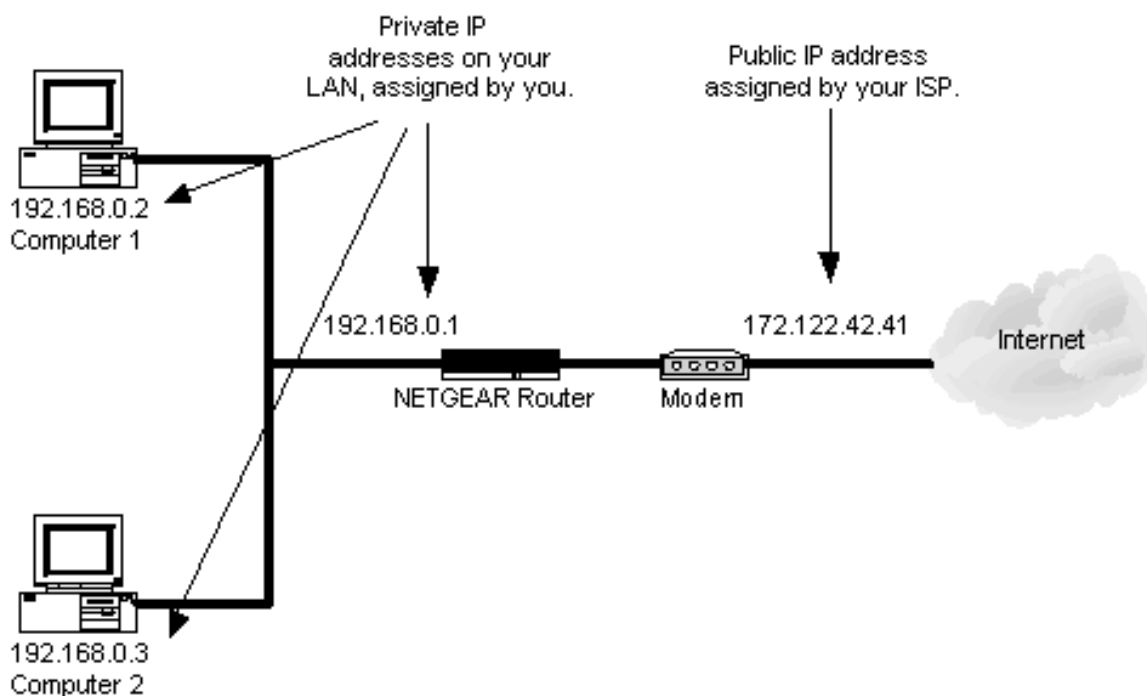 Private IP
addresses on your
LAN, assigned by you.
Public IP address
assigned by your ISP.
192.168.0.2
Computer 1
192.168.0.1
172.122.42.41
Internet
NETGEAR Router
Modem
192.168.0.3
Computer 2